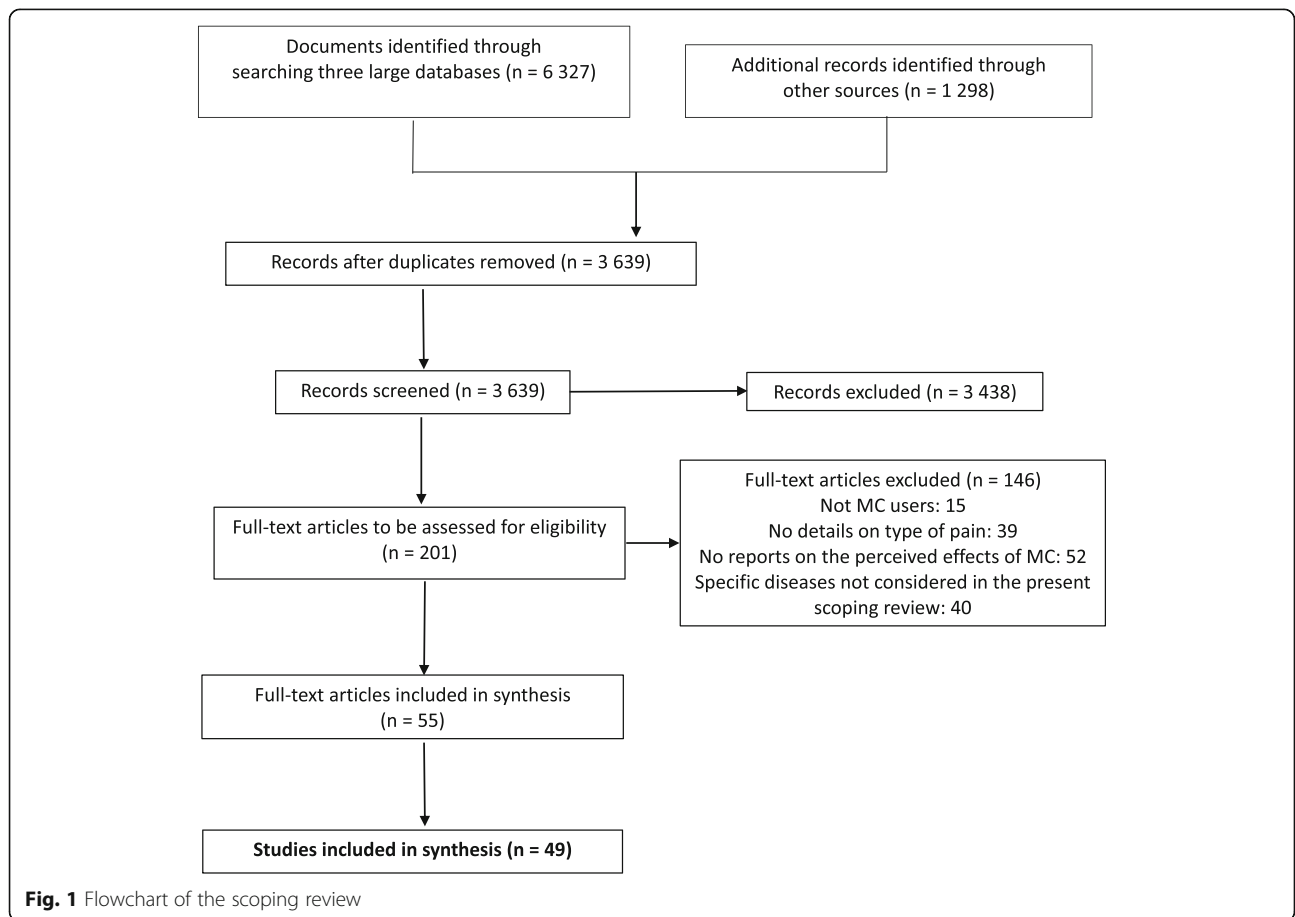 Documents identified through
searching three large databases (n = 6 327)
Additional records identified through
other sources (n = 1 298)
Records after duplicates removed (n = 3 639)
Records screened (n = 3 639)
Records excluded (n = 3 438)
Full-text articles to be assessed for eligibility
(n = 201)
Full-text articles excluded (n = 146)
Not MC users: 15
No details on type of pain: 39
No reports on the perceived effects of MC: 52
Specific diseases not considered in the present
scoping review: 40
Full-text articles included in synthesis
(n = 55)
Studies included in synthesis (n = 49)
Fig. 1 Flowchart of the scoping review